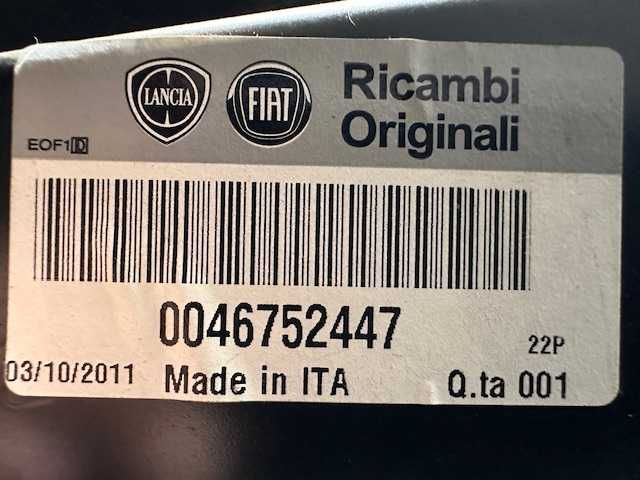 LANCIA
FIAT
Ricambi
Originali
EOF1D
0046752447
22P
03/10/2011
Made in ITA
Q.ta 001